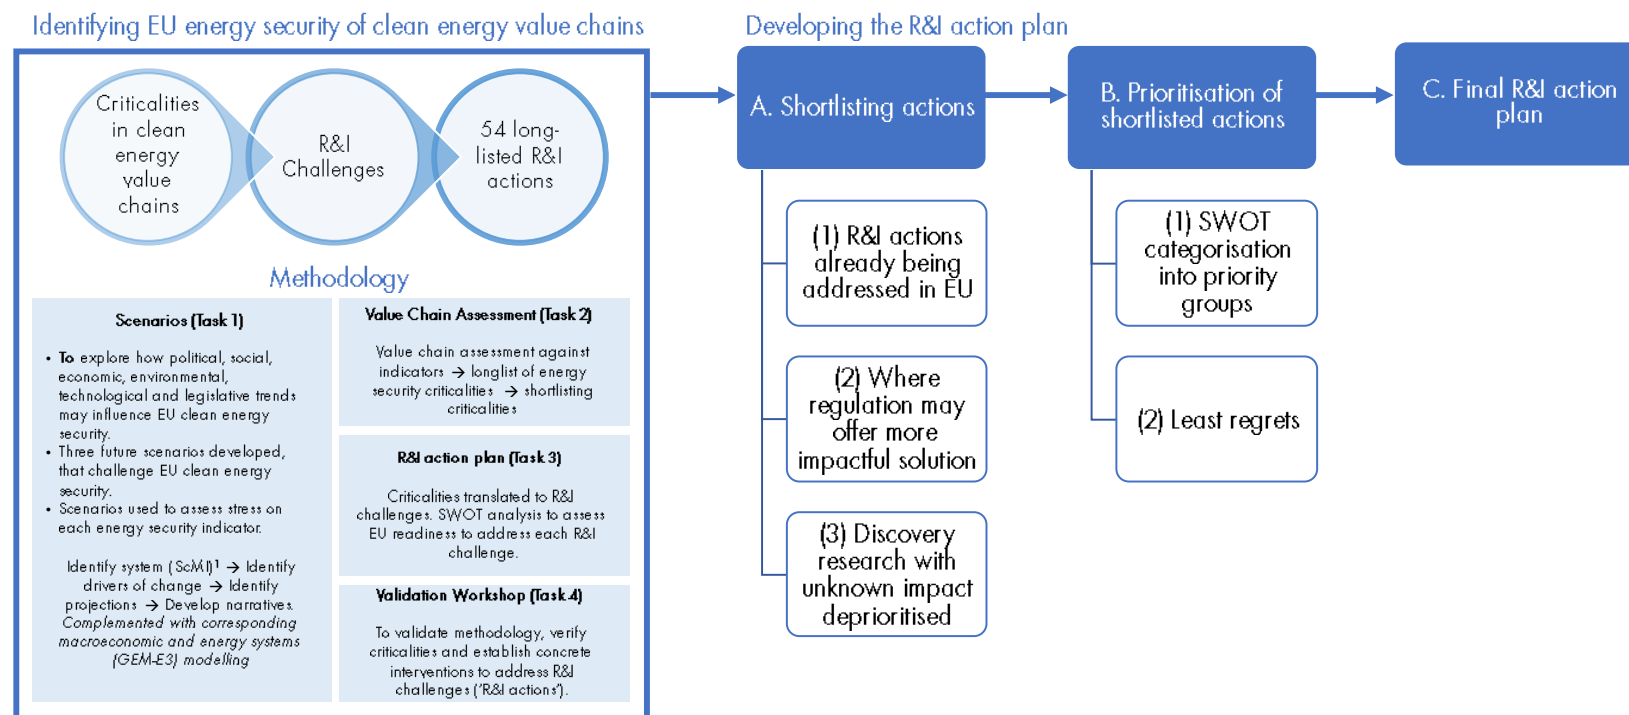 Identifying EU energy security of clean energy value chains
Criticalities
in clean
energy
value
chains
R&I
Challenges
54 long-
listed R&I
actions
Methodology
Scenarios (Task 1)
• To explore how political, social,
economic, environmental,
technological and legislative trends
may influence EU clean energy
security.
• Three future scenarios developed,
that challenge EU clean energy
security.
• Scenarios used to assess stress on
each energy security indicator.
Identify system (ScMI)¹ → Identify
drivers of change → Identify
projections → Develop narratives.
Complemented with corresponding
macroeconomic and energy systems
(GEM-E3) modelling
Value Chain Assessment (Task 2)
Value chain assessment against
indicators → longlist of energy
security criticalities → shortlisting
criticalities
R&I action plan (Task 3)
Criticalities translated to R&I
challenges. SWOT analysis to assess
EU readiness to address each R&I
challenge.
Validation Workshop (Task 4)
To validate methodology, verify
criticalities and establish concrete
interventions to address R&I
challenges ('R&I actions').
Developing the R&I action plan
A. Shortlisting actions
(1) R&I actions
already being
addressed in EU
(2) Where
regulation may
offer more
impactful solution
(3) Discovery
research with
unknown impact
deprioritised
B. Prioritisation of
shortlisted actions
(1) SWOT
categorisation
into priority
groups
(2) Least regrets
C. Final R&I action
plan